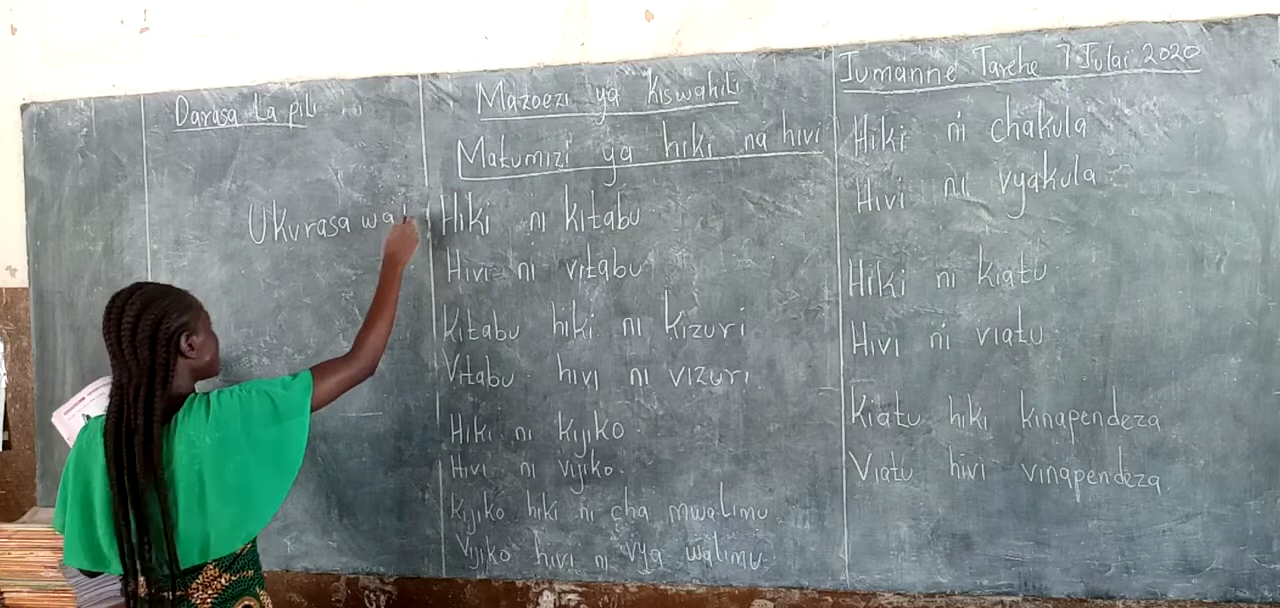 Darasa la pili
Ukurasa wa
Mazoezi ya Kiswahili
Matumizi ya hiki na hivi
Hiki ni kitabu.
Hivi ni vitabu.
Kitabu hiki ni kizuri
Vitabu hivi ni vizuri.
Hiki ni kijiko.
Hivi ni vijiko.
Kijiko hiki ni cha mwalimu.
Vijiko hivi ni vya walimu.
Jumanne Tarehe 7 Julai 2020
Hiki ni chakula
Hivi ni vyakula.
Hiki ni kiatu.
Hivi ni viatu.
Kiatu hiki kinapendeza
Viatu hivi vinapendeza.